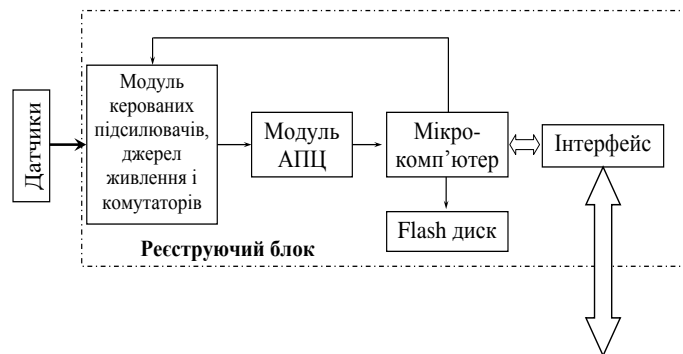 Датчики
Модуль
керованих
підсилювачів,
джерел
живлення і
комутаторів
Модуль
АПЦ
Мікро-
комп’ютер
Інтерфейс
Flash диск
Реєструючий блок